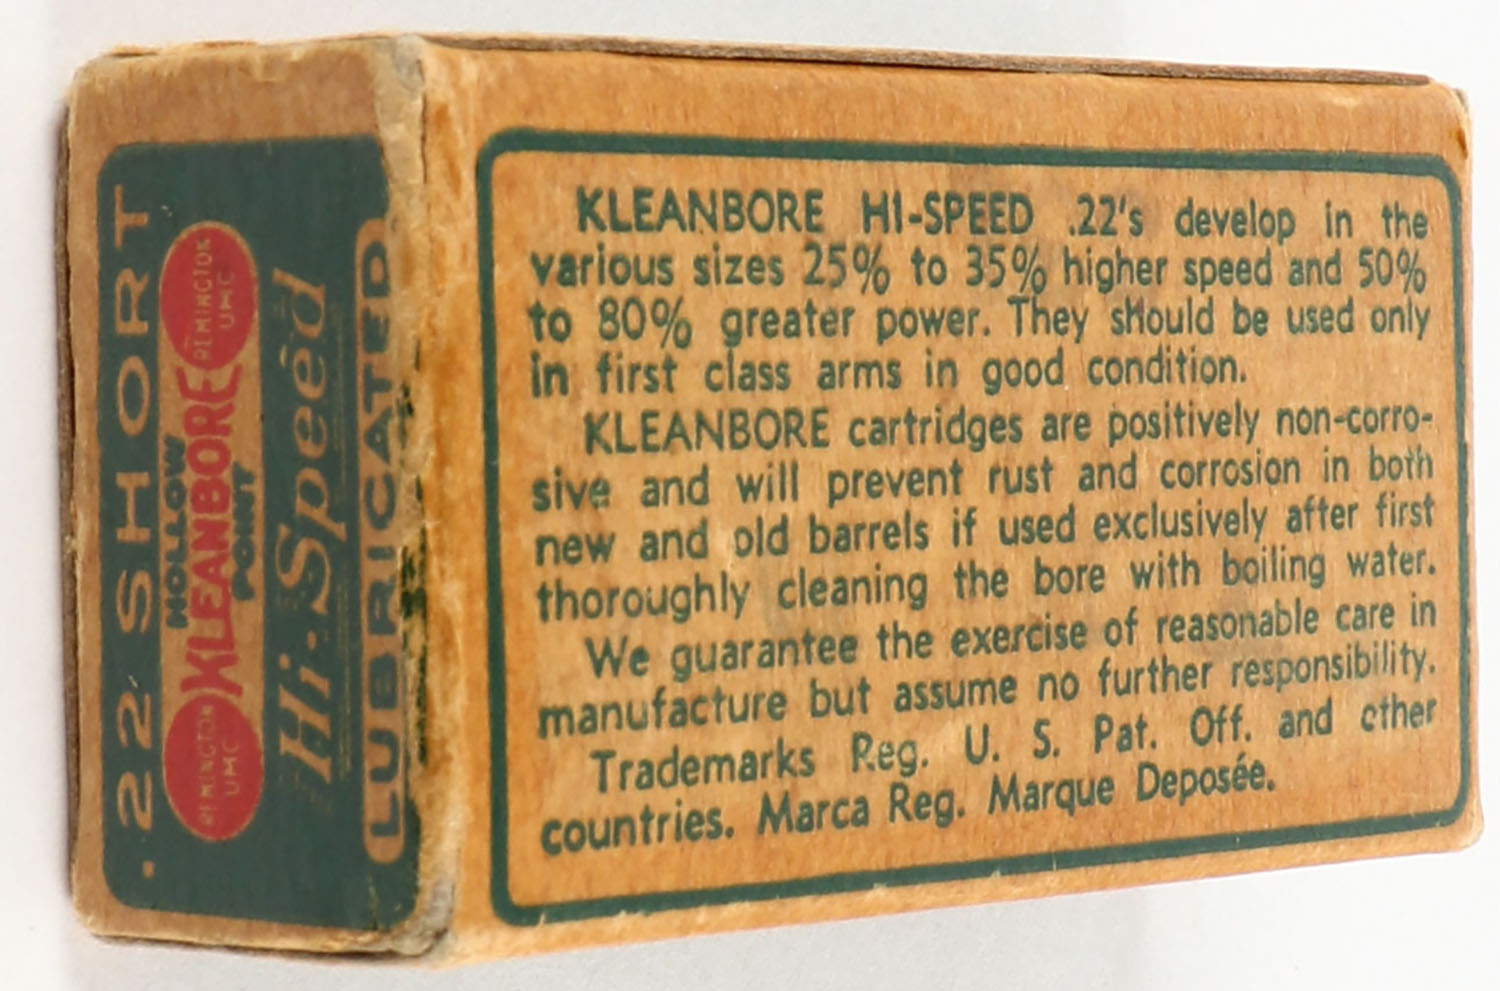 .22 SHORT
HOLLOW
REMINGTON
UMC
KLEANBORE
REMINGTON
UMC
POINT
Hi-Speed
LUBRICATED
KLEANBORE HI-SPEED .22's develop in the
various sizes 25% to 35% higher speed and 50%
to 80% greater power. They should be used only
in first class arms in good condition.
KLEANBORE cartridges are positively non-corro-
sive and will prevent rust and corrosion in both
new and old barrels if used exclusively after first
thoroughly cleaning the bore with boiling water.
We guarantee the exercise of reasonable care in
manufacture but assume no further responsibility.
Trademarks Reg. U. S. Pat. Off. and other
countries. Marca Reg. Marque Deposée.